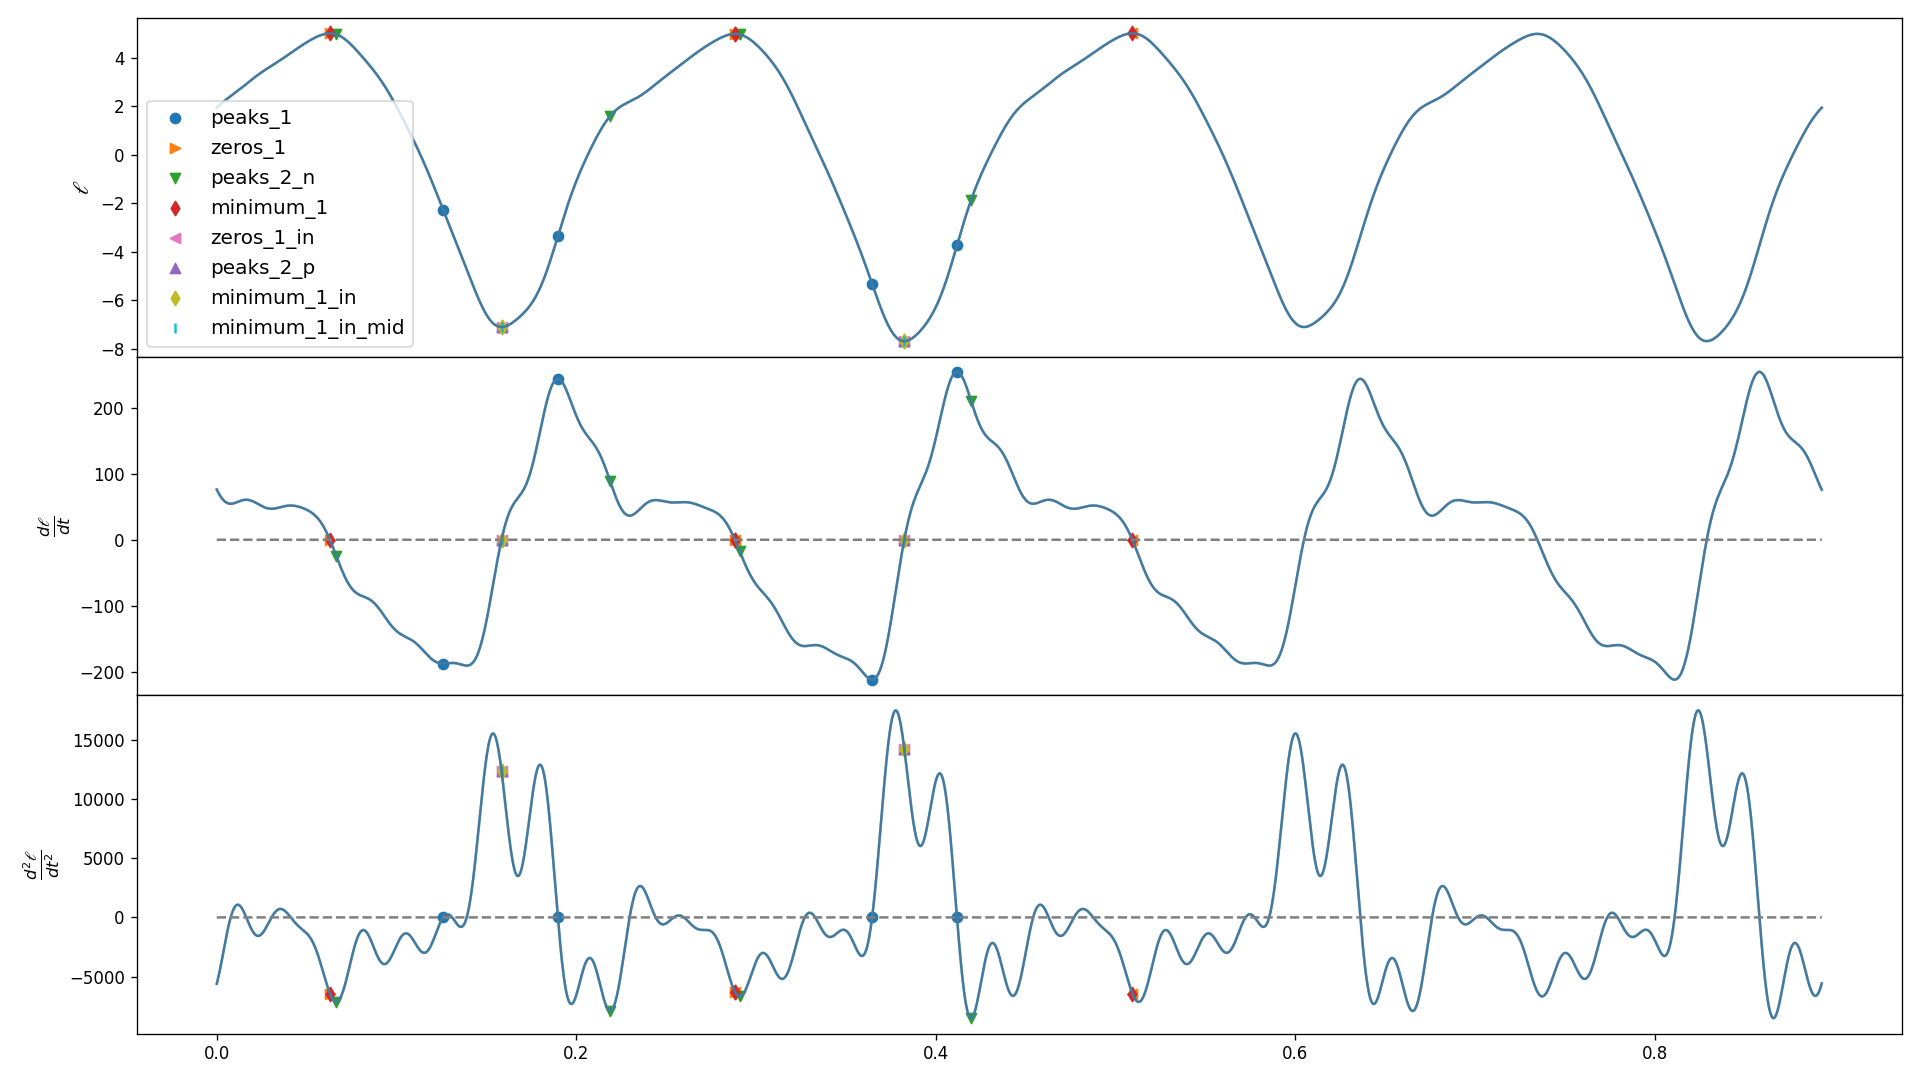 4
2
0
−2
−4
−6
−8
ℓ
peaks_1
zeros_1
peaks_2_n
minimum_1
zeros_1_in
peaks_2_p
minimum_1_in
minimum_1_in_mid
200
100
0
−100
−200
dℓ
dt
15000
10000
5000
0
−5000
d²ℓ
dt²
0.0 0.2 0.4 0.6 0.8